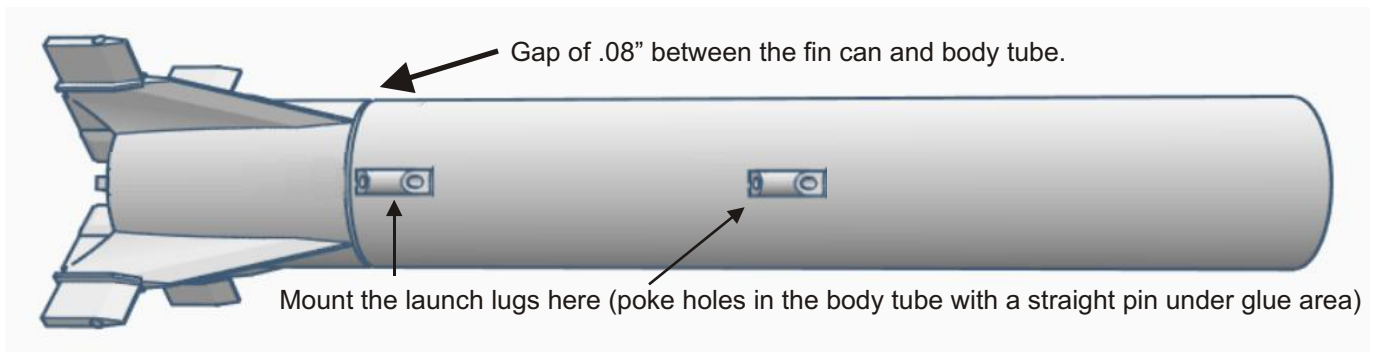 Gap of .08” between the fin can and body tube.
Mount the launch lugs here (poke holes in the body tube with a straight pin under glue area)